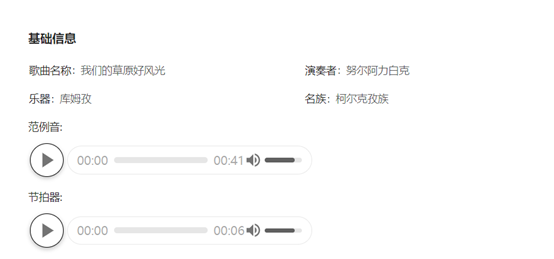 基础信息
歌曲名称：我们的草原好风光 演奏者：努尔阿力白克
乐器：库姆孜 名族：柯尔克孜族
范例音:
00:00 00:41
节拍器:
00:00 00:06